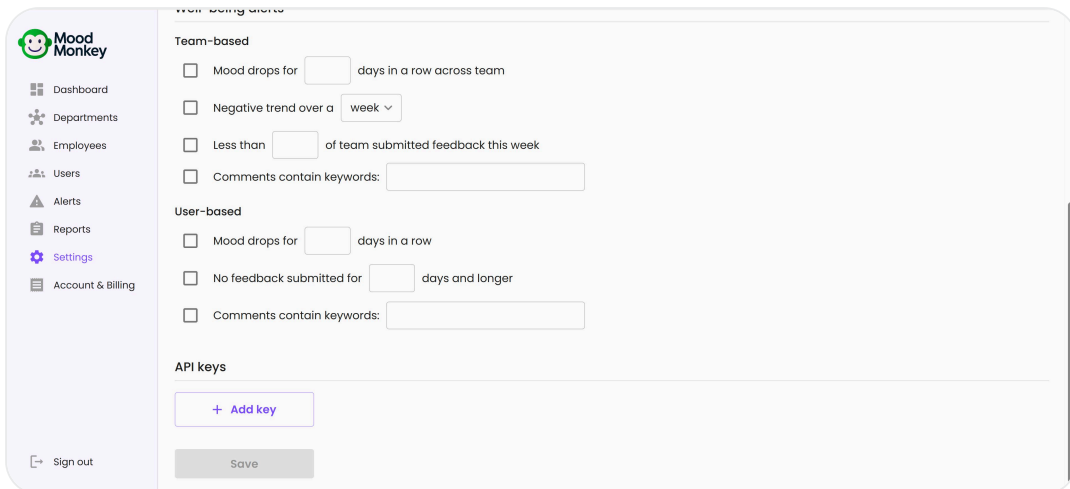 Well-being alerts
Mood
Monkey
Dashboard
Departments
Employees
Users
Alerts
Reports
Settings
Account & Billing
Sign out
Team-based
Mood drops for days in a row across team
Negative trend over a week
Less than of team submitted feedback this week
Comments contain keywords:
User-based
Mood drops for days in a row
No feedback submitted for days and longer
Comments contain keywords:
API keys
+ Add key
Save